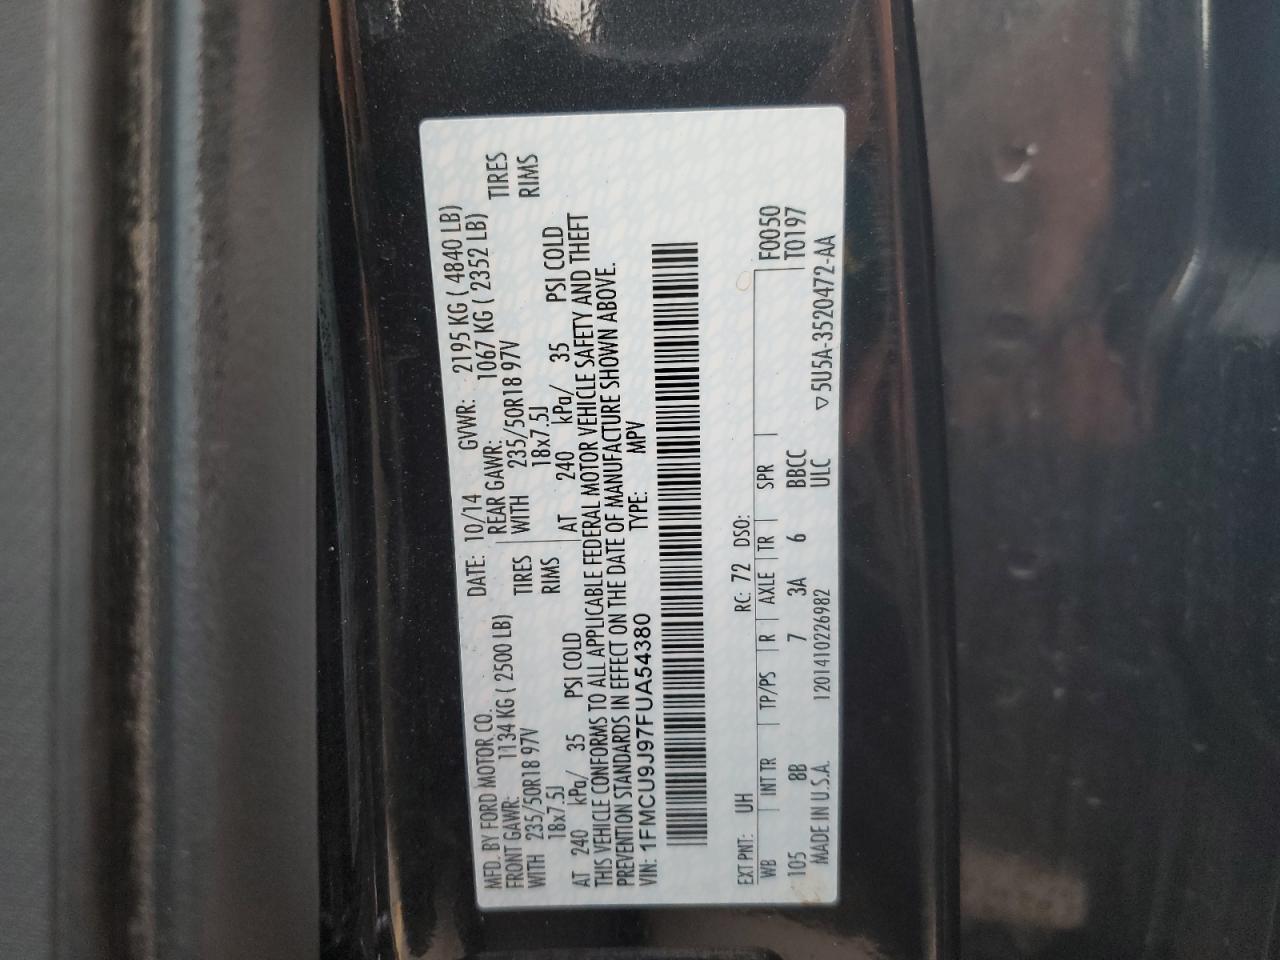 MFD. BY FORD MOTOR CO.
DATE: 10/14 GVWR: 2195 KG ( 4840 LB)
FRONT GAWR: 1134 KG ( 2500 LB)
REAR GAWR: 1067 KG ( 2352 LB)
WITH 235/50R18 97V TIRES
WITH 235/50R18 97V TIRES
18x7.5J RIMS
18x7.5J RIMS
AT 240 kPa/ 35 PSI COLD
AT 240 kPa/ 35 PSI COLD
THIS VEHICLE CONFORMS TO ALL APPLICABLE FEDERAL MOTOR VEHICLE SAFETY AND THEFT
PREVENTION STANDARDS IN EFFECT ON THE DATE OF MANUFACTURE SHOWN ABOVE.
VIN: 1FMCU9J97FUA54380 TYPE: MPV
EXT PNT: UH RC: 72 DSO:
WB INT TR TP/PS R AXLE TR SPR F0050
105 8B 7 3A 6 BBCC T0197
MADE IN U.S.A. 1201410226982 ULC ▽5U5A-3520472-AA